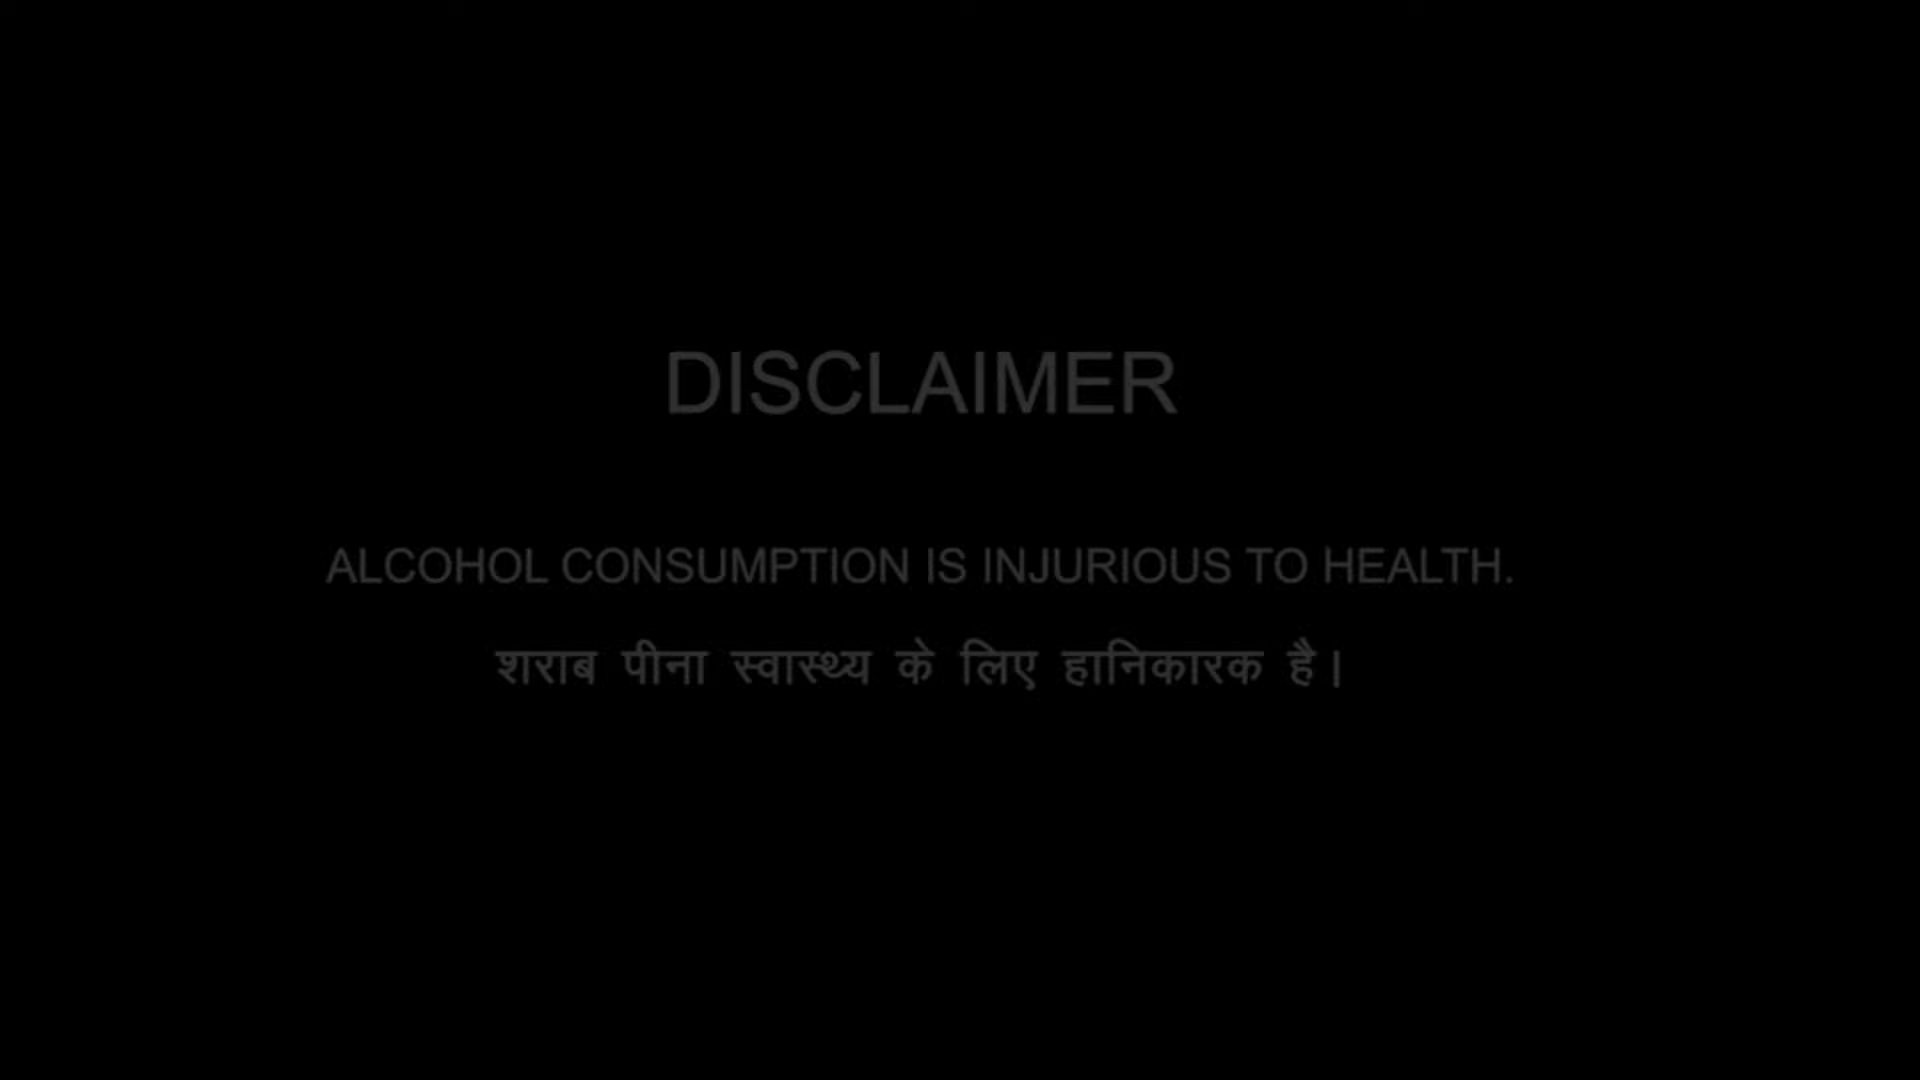 DISCLAIMER
ALCOHOL CONSUMPTION IS INJURIOUS TO HEALTH.
शराब पीना स्वास्थ्य के लिए हानिकारक है।